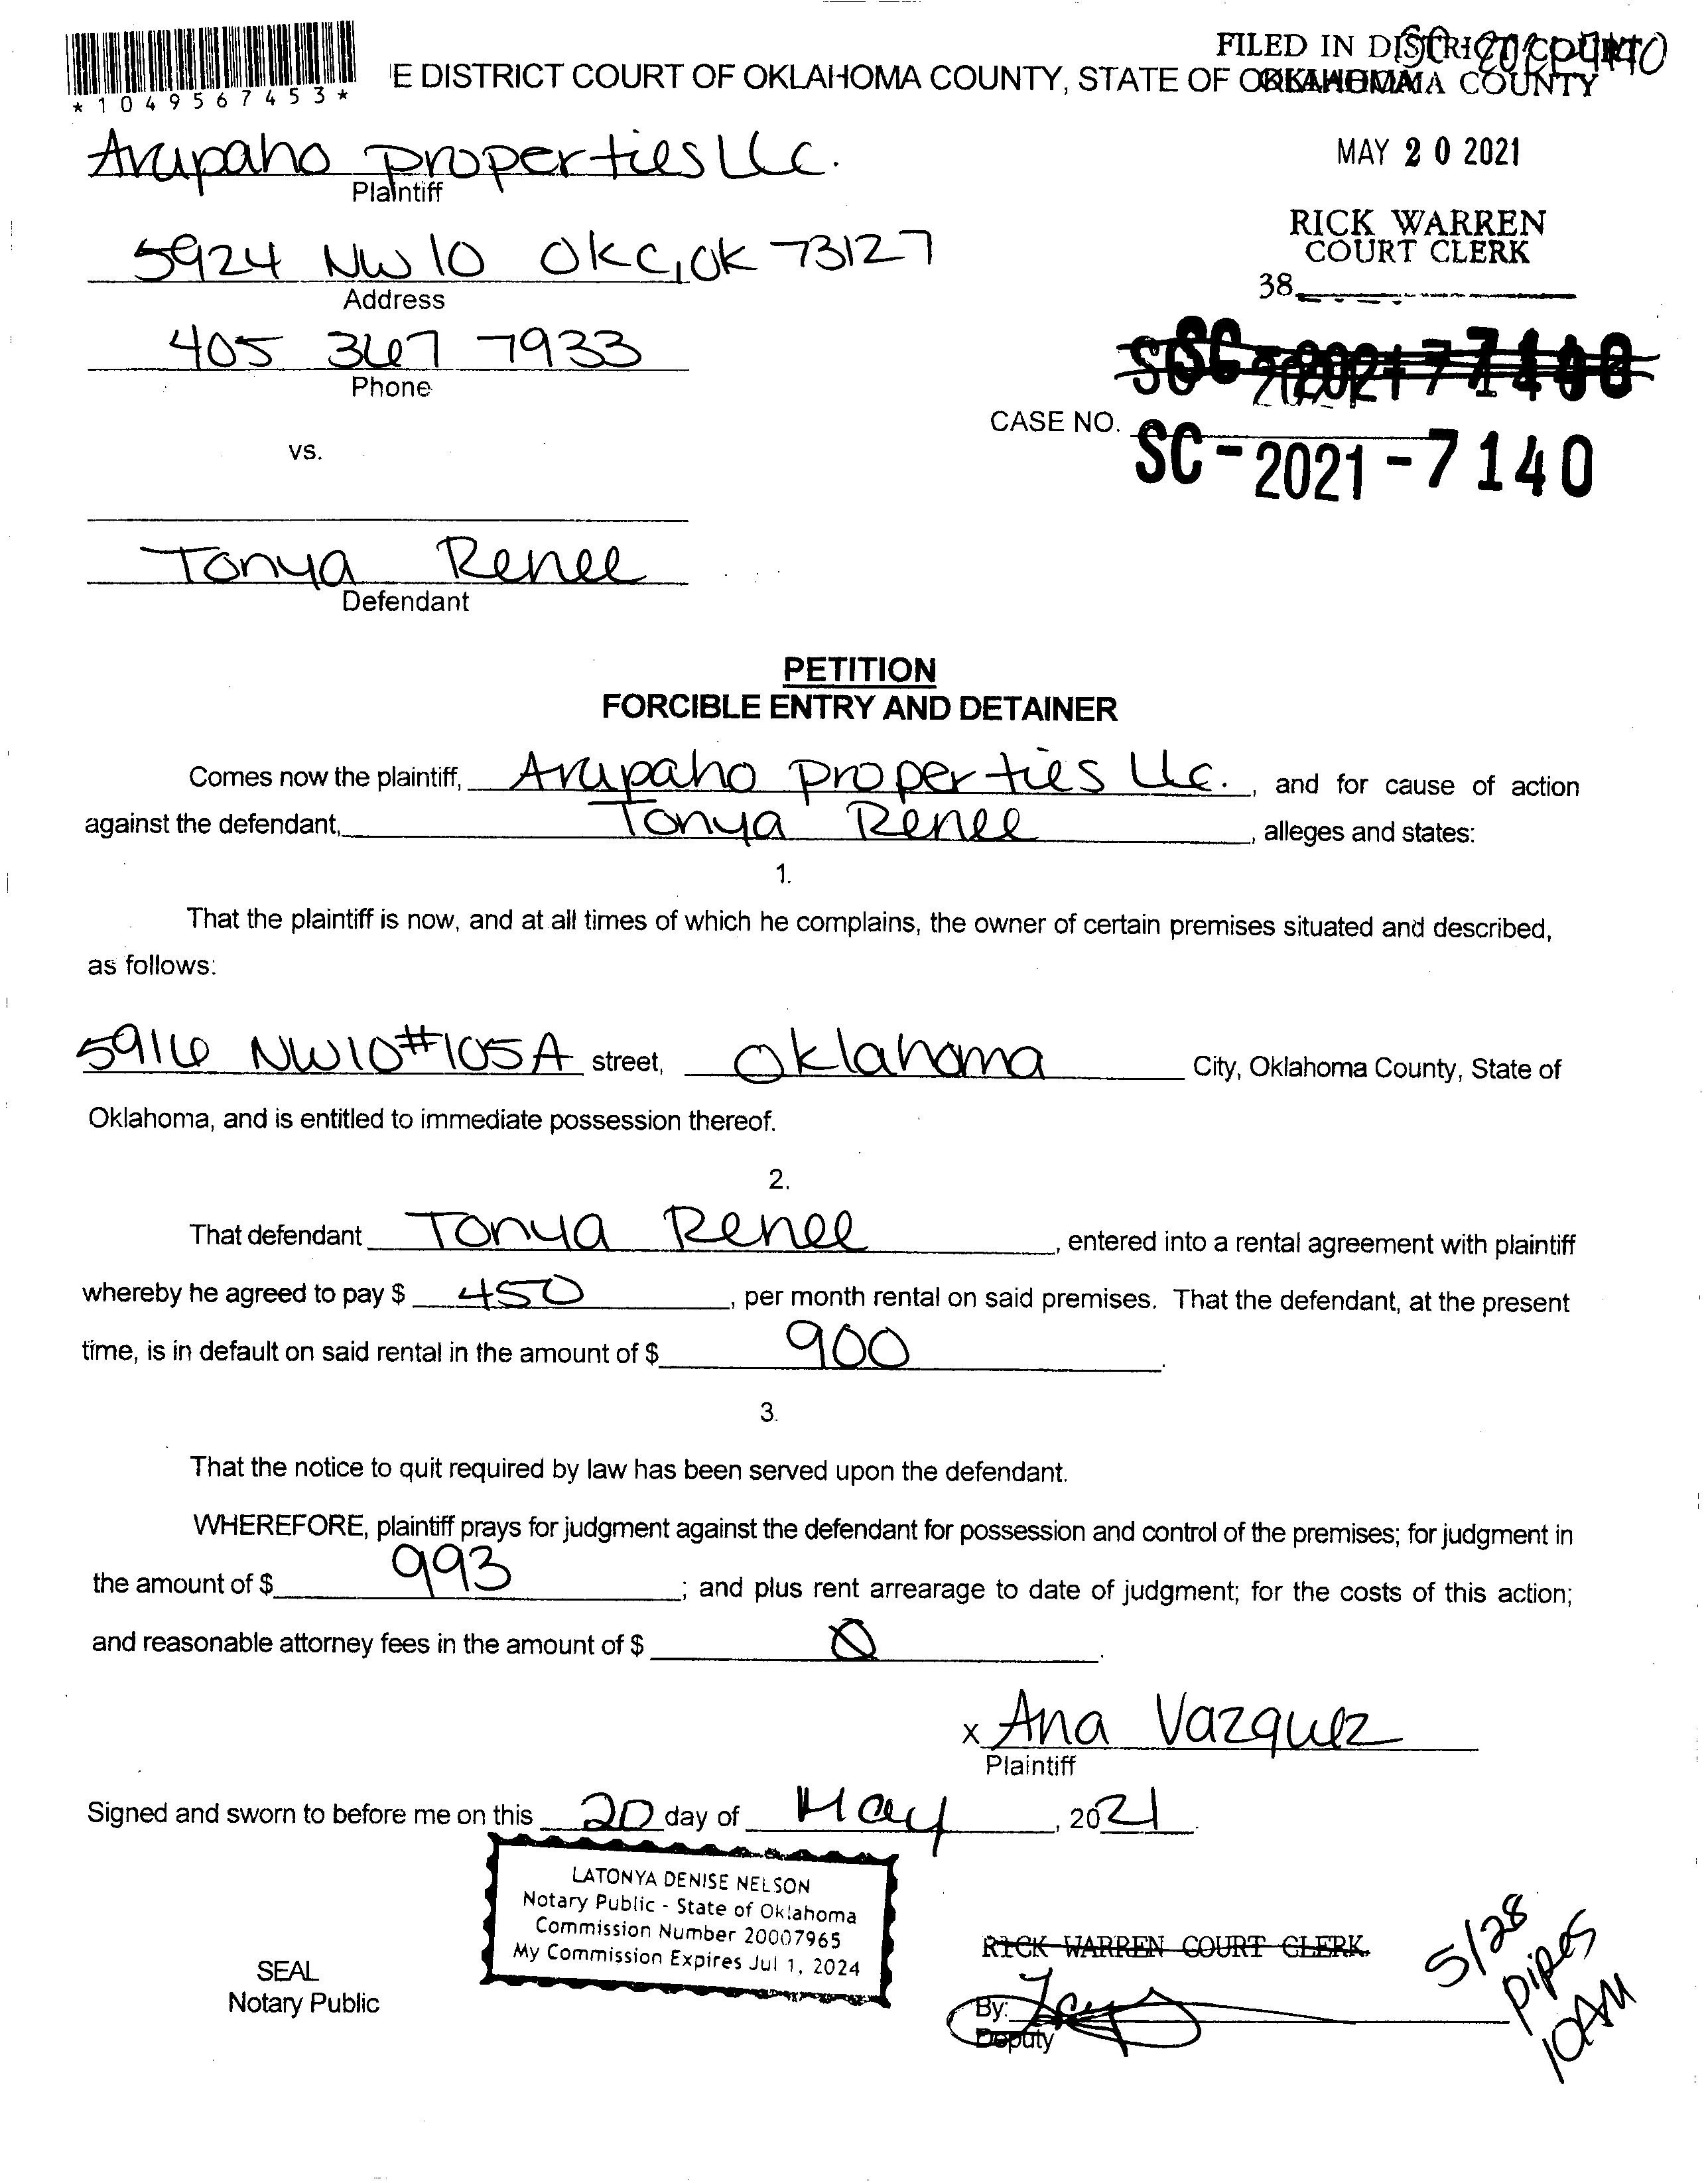 *1049567453*
E DISTRICT COURT OF OKLAHOMA COUNTY, STATE OF
FILED IN DISTRICT COURT
OKLAHOMA COUNTY
MAY 20 2021
RICK WARREN
COURT CLERK
38
Arapaho properties llc.
Plaintiff
5924 NW 10 OKC, OK 73127
Address
405 367 7933
Phone
vs.
CASE NO.
SC-2021-7140
Tonya Renee
Defendant
PETITION
FORCIBLE ENTRY AND DETAINER
Comes now the plaintiff, Arapaho properties llc., and for cause of action
against the defendant, Tonya Renee, alleges and states:
1.
That the plaintiff is now, and at all times of which he complains, the owner of certain premises situated and described,
as follows:
5916 NW10 #105A street, Oklahoma City, Oklahoma County, State of
Oklahoma, and is entitled to immediate possession thereof.
2.
That defendant Tonya Renee, entered into a rental agreement with plaintiff
whereby he agreed to pay $ 450, per month rental on said premises. That the defendant, at the present
time, is in default on said rental in the amount of $ 900.
3.
That the notice to quit required by law has been served upon the defendant.
WHEREFORE, plaintiff prays for judgment against the defendant for possession and control of the premises; for judgment in
the amount of $ 993; and plus rent arrearage to date of judgment; for the costs of this action;
and reasonable attorney fees in the amount of $ 0.
x Ana Vazquez
Plaintiff
Signed and sworn to before me on this 20 day of May, 2021.
LATONYA DENISE NELSON
Notary Public - State of Oklahoma
Commission Number 20007965
My Commission Expires Jul 1, 2024
SEAL
Notary Public
RICK WARREN COURT CLERK
By:
Deputy
5/28
Pipes
10AM